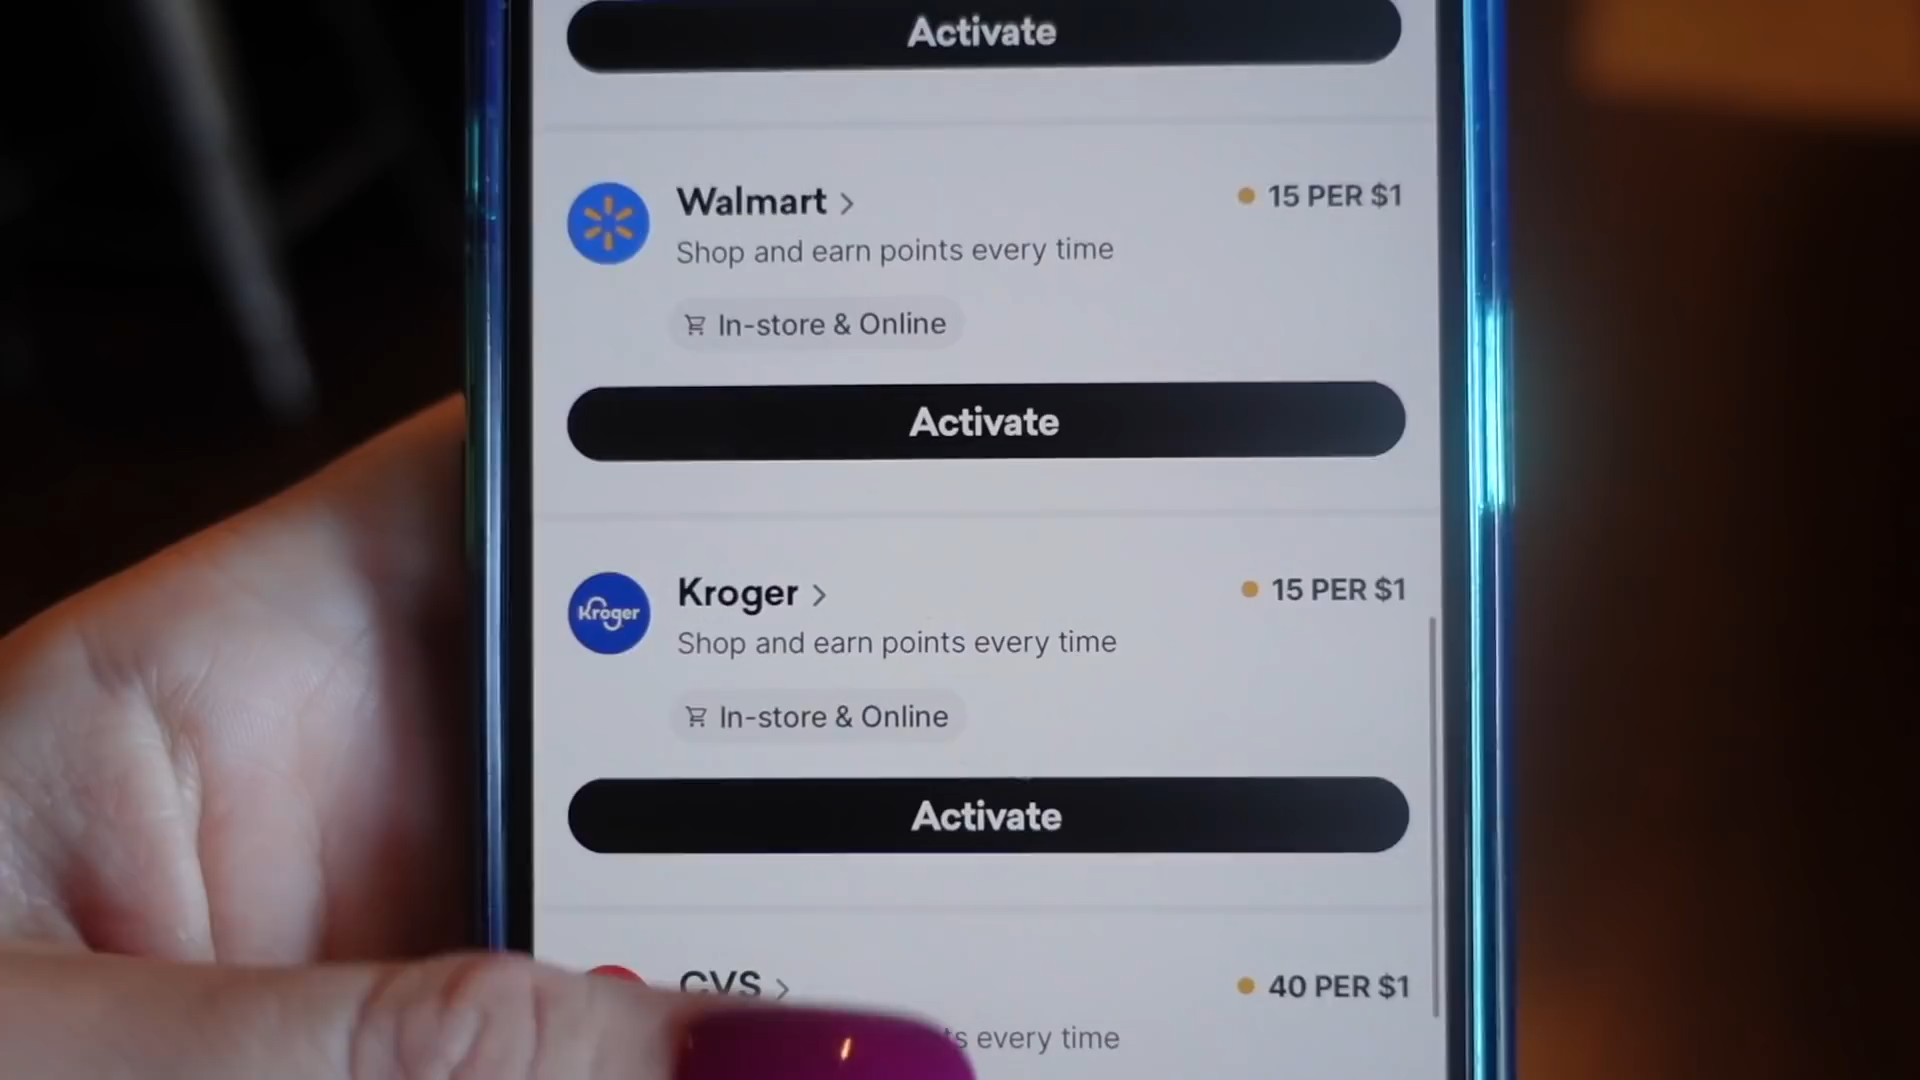 Activate
Walmart >
15 PER $1
Shop and earn points every time
In-store & Online
Activate
Kroger
Kroger >
15 PER $1
Shop and earn points every time
In-store & Online
Activate
CVS >
40 PER $1
every time